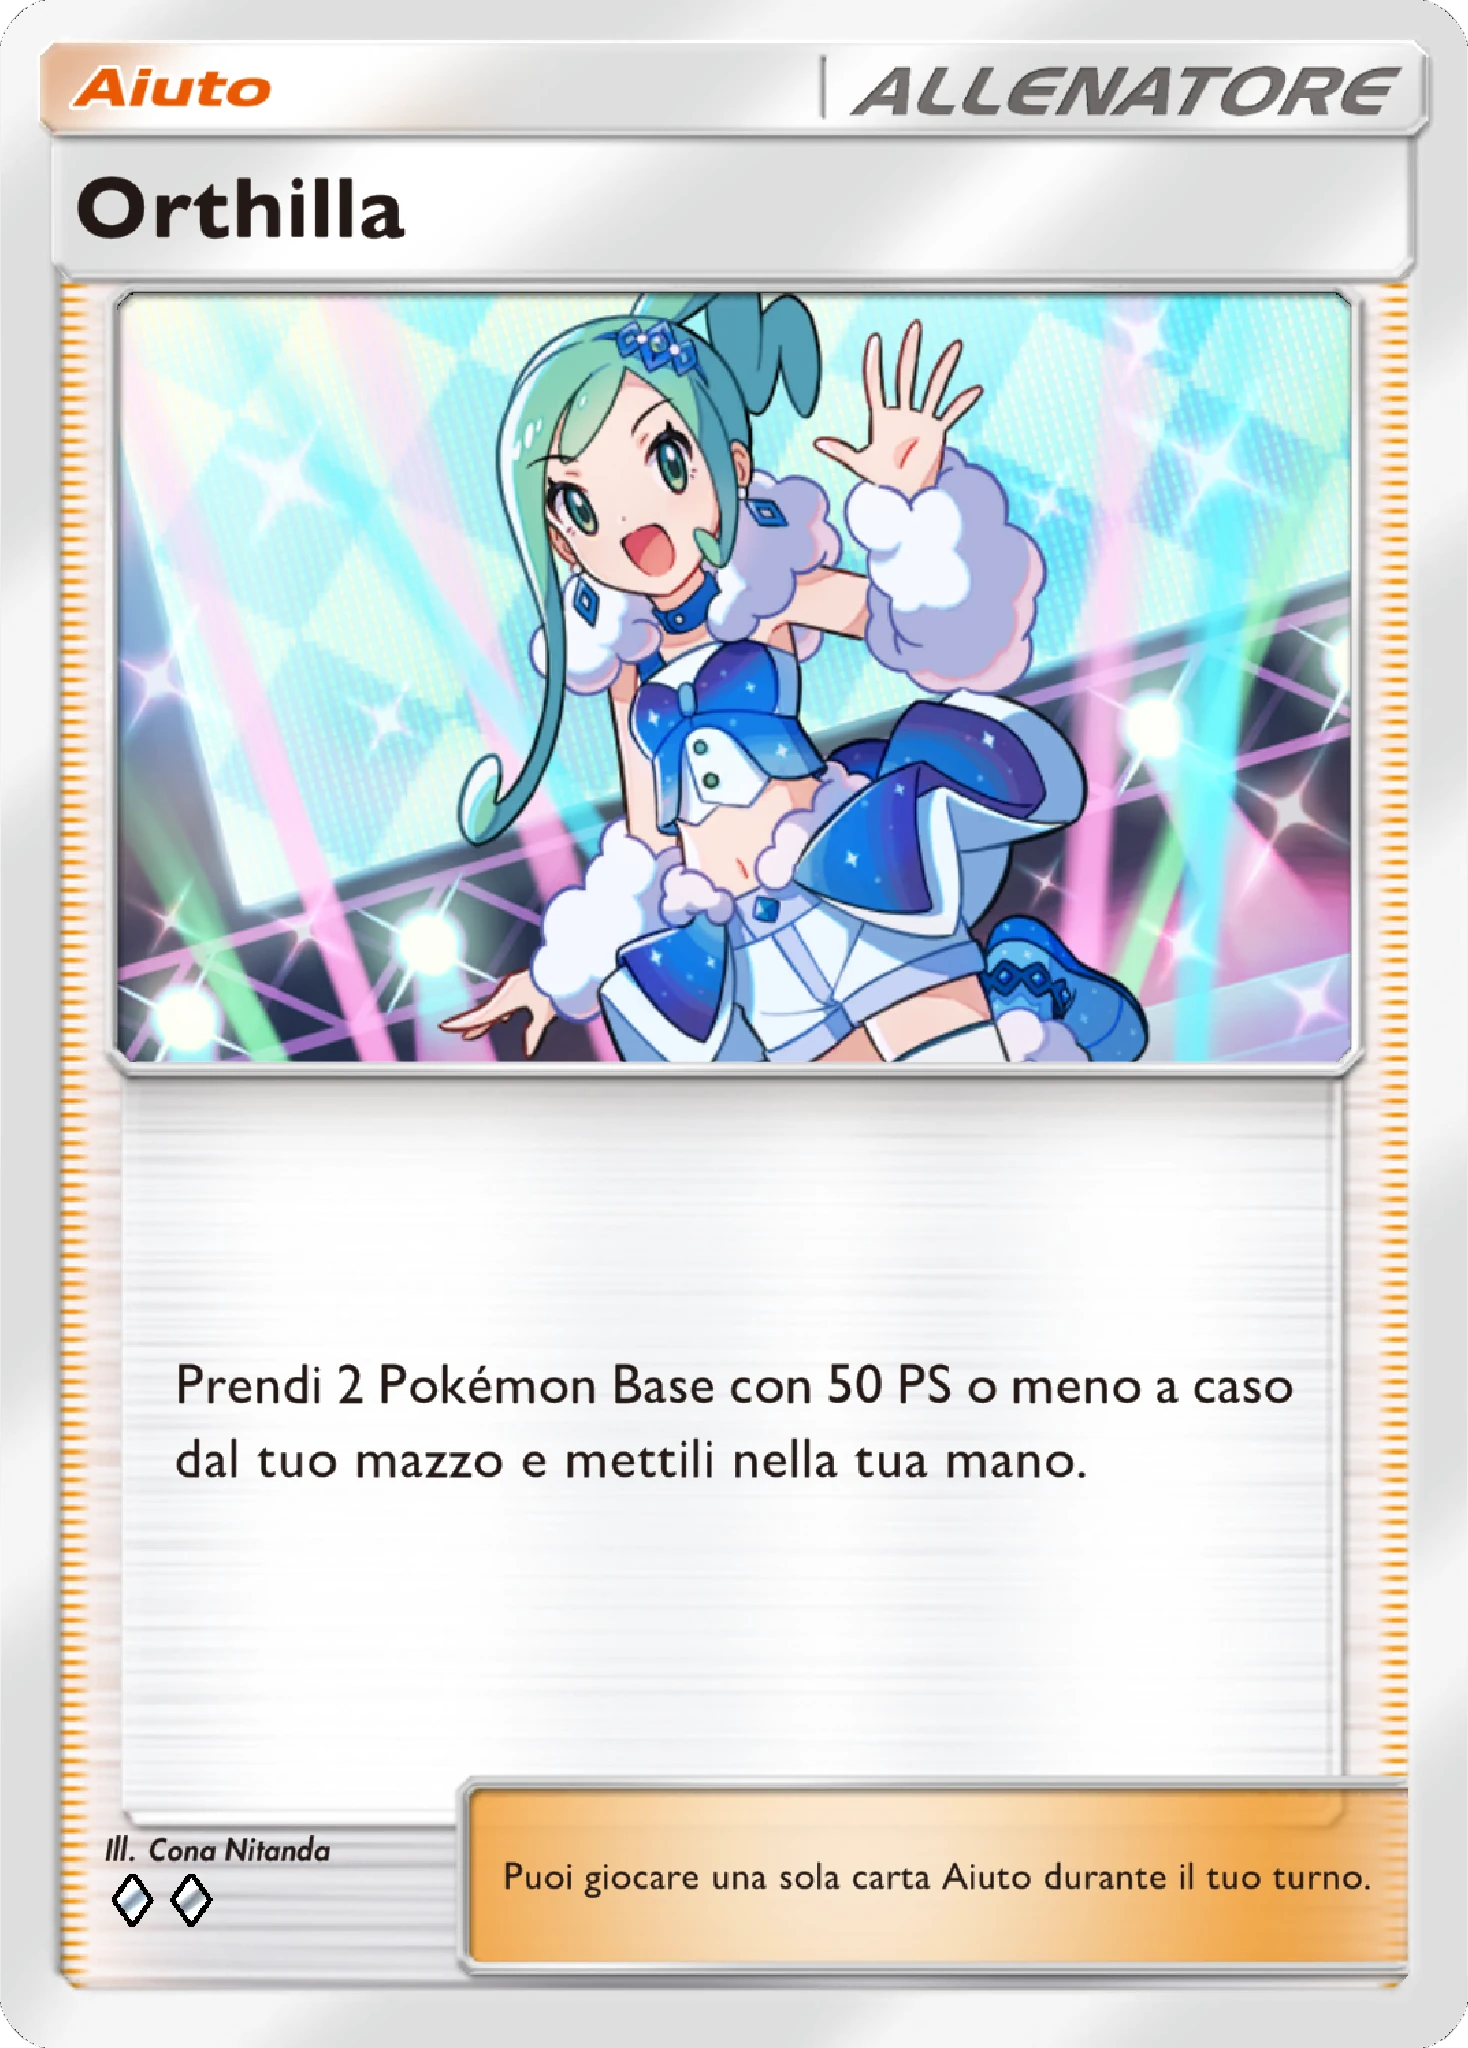 Aiuto
ALLENATORE
Orthilla
Prendi 2 Pokémon Base con 50 PS o meno a caso
dal tuo mazzo e mettili nella tua mano.
Ill. Cona Nitanda
Puoi giocare una sola carta Aiuto durante il tuo turno.